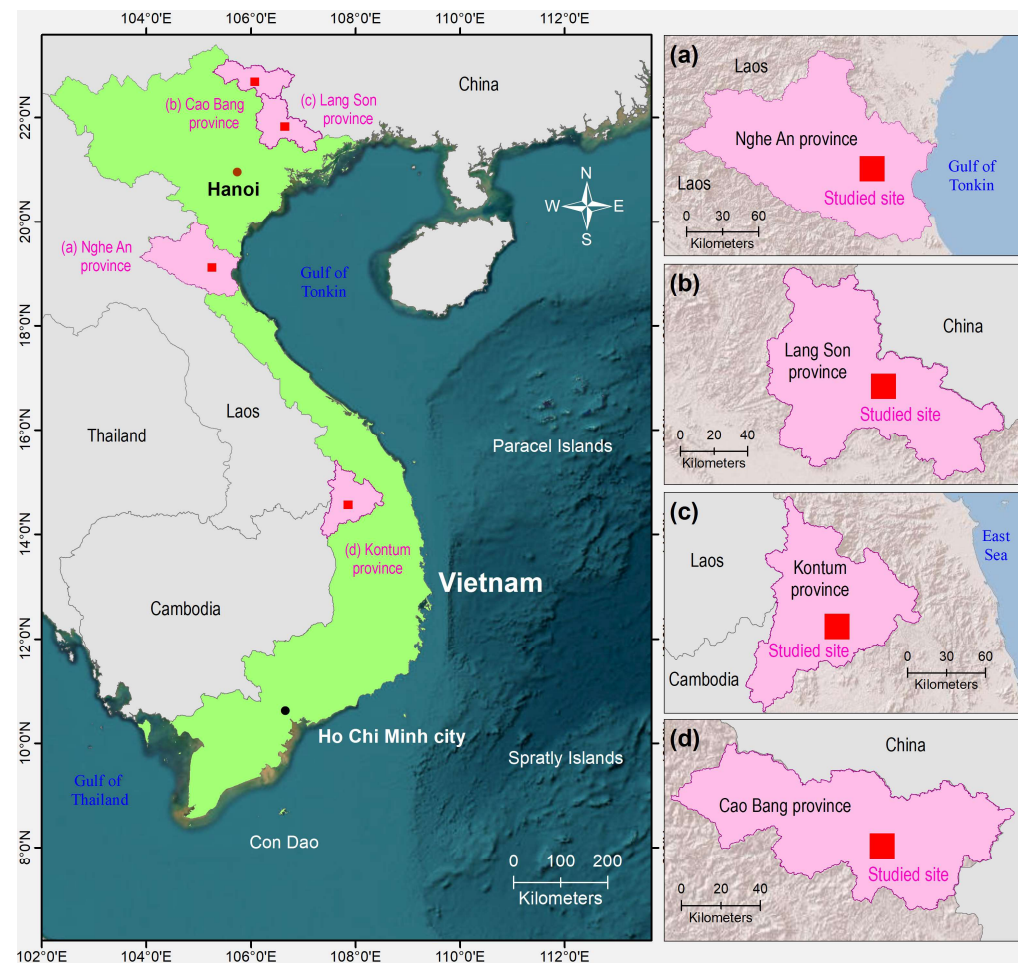 104°0'E 106°0'E 108°0'E 110°0'E 112°0'E
22°0'N
20°0'N
18°0'N
16°0'N
14°0'N
12°0'N
10°0'N
8°0'N
China
(b) Cao Bang
province
(c) Lang Son
province
Hanoi
N
W E
S
(a) Nghe An
province
Gulf of
Tonkin
Laos
Thailand
Paracel Islands
(d) Kontum
province
Vietnam
Cambodia
Ho Chi Minh city
Spratly Islands
Gulf of
Thailand
Con Dao
0 100 200
Kilometers
102°0'E 104°0'E 106°0'E 108°0'E 110°0'E 112°0'E
(a)
Laos
Nghe An province
Gulf of
Tonkin
Laos
Studied site
0 30 60
Kilometers
(b)
China
Lang Son
province
Studied site
0 20 40
Kilometers
(c)
East
Sea
Laos
Kontum
province
Studied site
Cambodia
0 30 60
Kilometers
(d)
China
Cao Bang province
Studied site
0 20 40
Kilometers